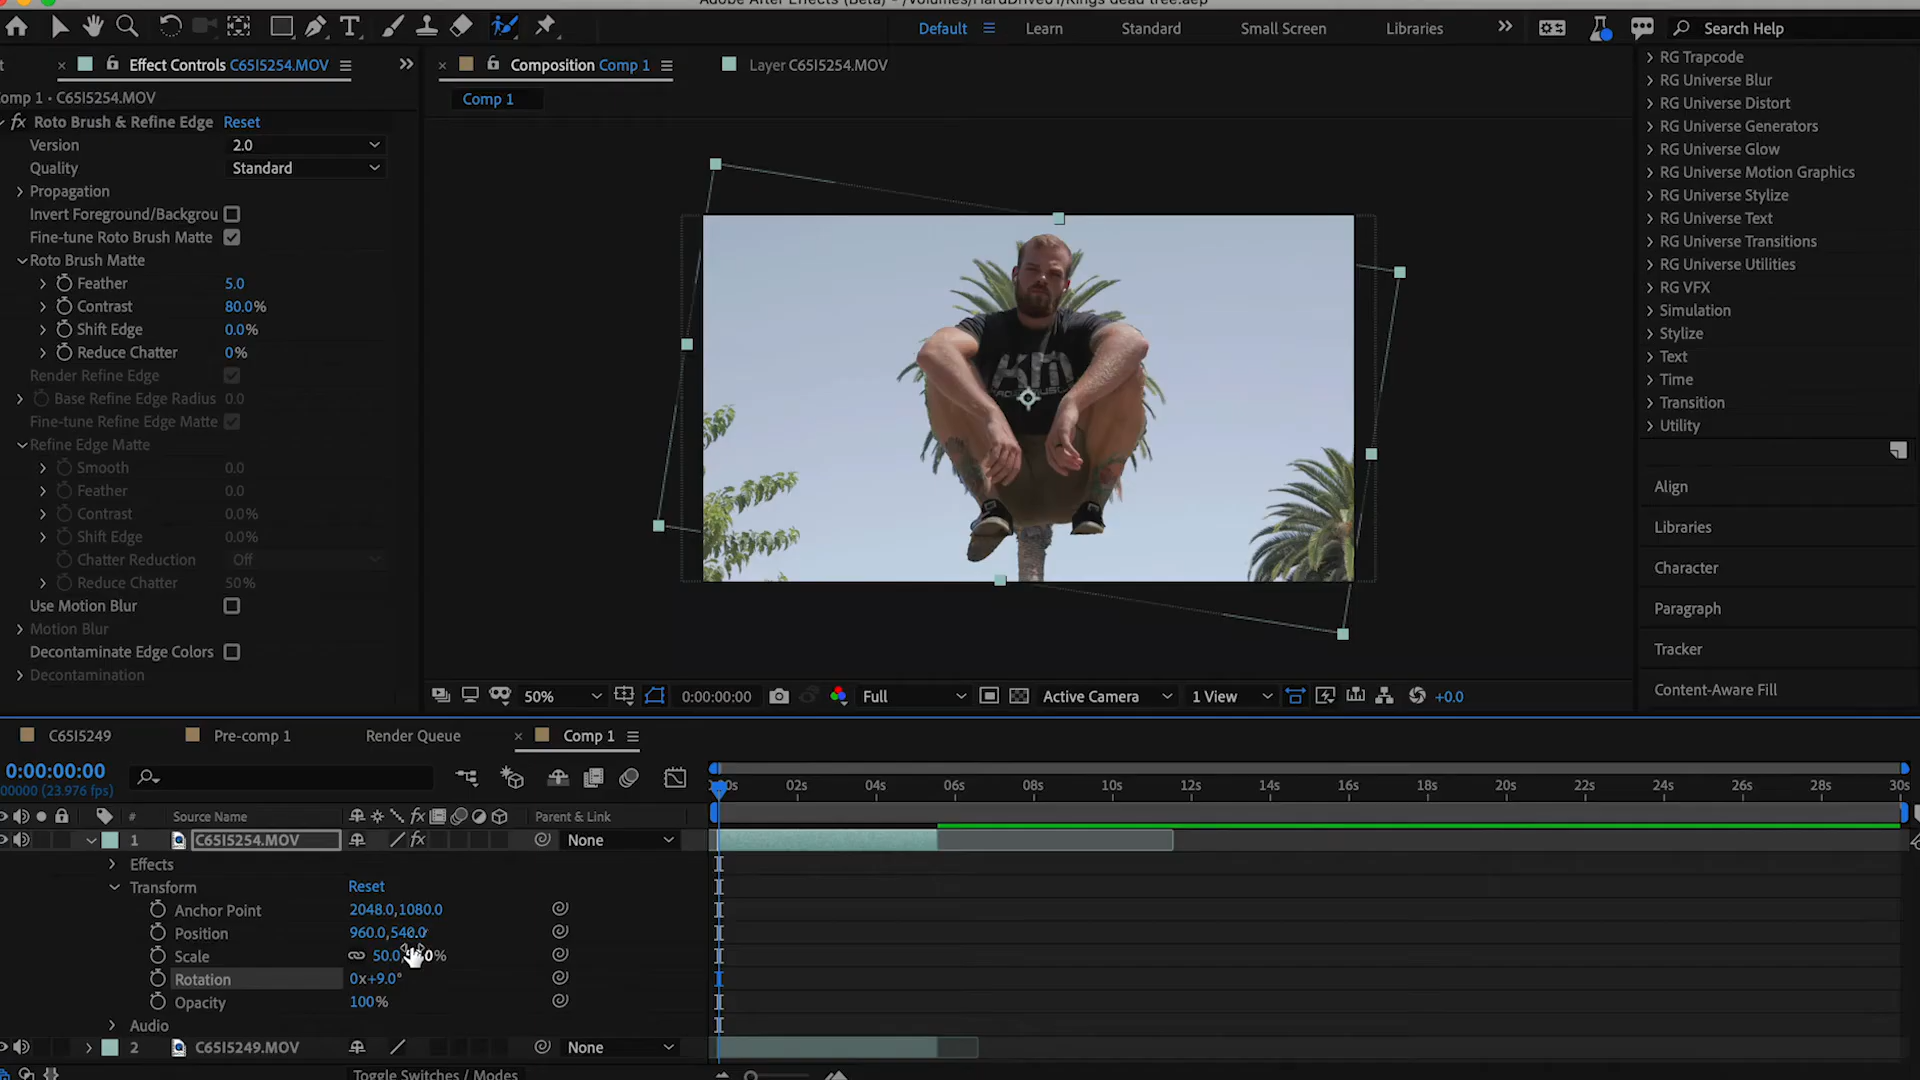 Adobe After Effects (Beta) - /Volumes/HardDrive01/Kings dead tree.aep
Default
Learn
Standard
Small Screen
Libraries
Search Help
Effect Controls C65I5254.MOV
Composition Comp 1
Layer C65I5254.MOV
omp 1 • C65I5254.MOV
Comp 1
fx Roto Brush & Refine Edge Reset
Version 2.0
Quality Standard
Propagation
Invert Foreground/Backgrou
Fine-tune Roto Brush Matte
Roto Brush Matte
Feather 5.0
Contrast 80.0%
Shift Edge 0.0%
Reduce Chatter 0%
Render Refine Edge
Base Refine Edge Radius 0.0
Fine-tune Refine Edge Matte
Refine Edge Matte
Smooth 0.0
Feather 0.0
Contrast 0.0%
Shift Edge 0.0%
Chatter Reduction Off
Reduce Chatter 50%
Use Motion Blur
Motion Blur
Decontaminate Edge Colors
Decontamination
KM
RG Trapcode
RG Universe Blur
RG Universe Distort
RG Universe Generators
RG Universe Glow
RG Universe Motion Graphics
RG Universe Stylize
RG Universe Text
RG Universe Transitions
RG Universe Utilities
RG VFX
Simulation
Stylize
Text
Time
Transition
Utility
Align
Libraries
Character
Paragraph
Tracker
Content-Aware Fill
50% 0:00:00:00 Full Active Camera 1 View +0.0
C65I5249
Pre-comp 1
Render Queue
Comp 1
0:00:00:00
00000 (23.976 fps)
02s 04s 06s 08s 10s 12s 14s 16s 18s 20s 22s 24s 26s 28s 30s
# Source Name fx Parent & Link
1 C65I5254.MOV fx None
Effects
Transform Reset
Anchor Point 2048.0,1080.0
Position 960.0,540.0
Scale 50.0, %
Rotation 0x+9.0°
Opacity 100%
Audio
2 C65I5249.MOV None
Toggle Switches / Modes